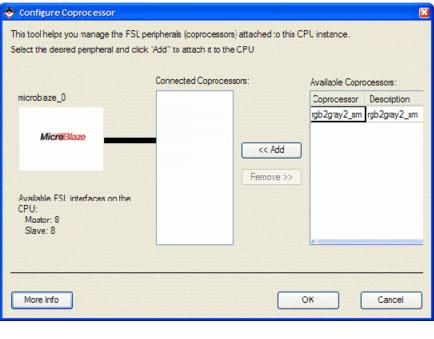 Configure Coprocessor
This tool helps you manage the FSL peripherals (coprocessors) attached to this CPU instance.
Select the desired peripheral and click "Add" to attach it to the CPU
Connected Coprocessors:
Available Coprocessors:
microblaze_0
Coprocessor Description
rgb2gray2_sm rgb2gray2_sm
MicroBlaze
<< Add
Remove >>
Available FSL interfaces on the
CPU:
Master: 8
Slave: 8
More Info
OK
Cancel